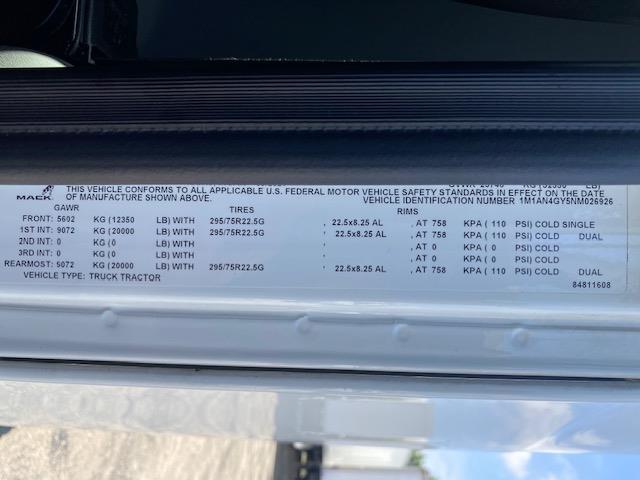 GVWR 23746 KG (52350 LB)
THIS VEHICLE CONFORMS TO ALL APPLICABLE U.S. FEDERAL MOTOR VEHICLE SAFETY STANDARDS IN EFFECT ON THE DATE
OF MANUFACTURE SHOWN ABOVE. VEHICLE IDENTIFICATION NUMBER 1M1AN4GY5NM026926
MACK
GAWR TIRES RIMS
FRONT: 5602 KG (12350 LB) WITH 295/75R22.5G , 22.5x8.25 AL , AT 758 KPA ( 110 PSI) COLD SINGLE
1ST INT: 9072 KG (20000 LB) WITH 295/75R22.5G , 22.5x8.25 AL , AT 758 KPA ( 110 PSI) COLD DUAL
2ND INT: 0 KG (0 LB) WITH , , AT 0 KPA ( 0 PSI) COLD
3RD INT: 0 KG (0 LB) WITH , , AT 0 KPA ( 0 PSI) COLD
REARMOST: 9072 KG (20000 LB) WITH 295/75R22.5G , 22.5x8.25 AL , AT 758 KPA ( 110 PSI) COLD DUAL
VEHICLE TYPE: TRUCK TRACTOR 84811608